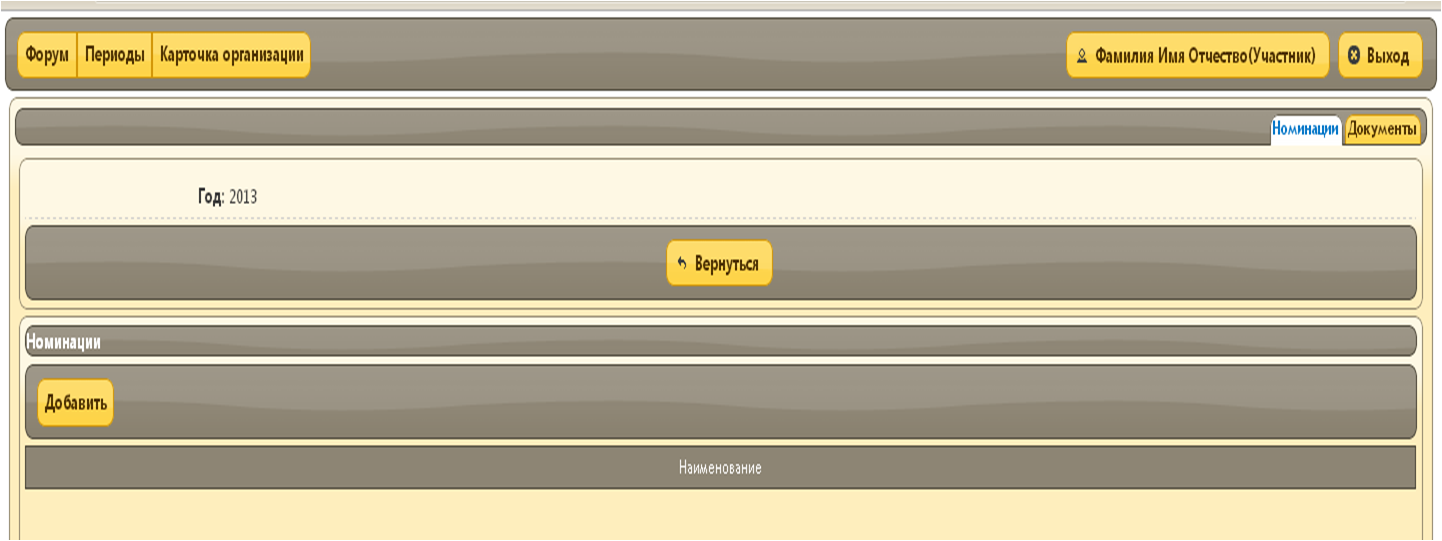 Форум Периоды Карточка организации Фамилия Имя Отчество(Участник) Выход
Номинации Документы
Год: 2013
Вернуться
Номинации
Добавить
Наименование